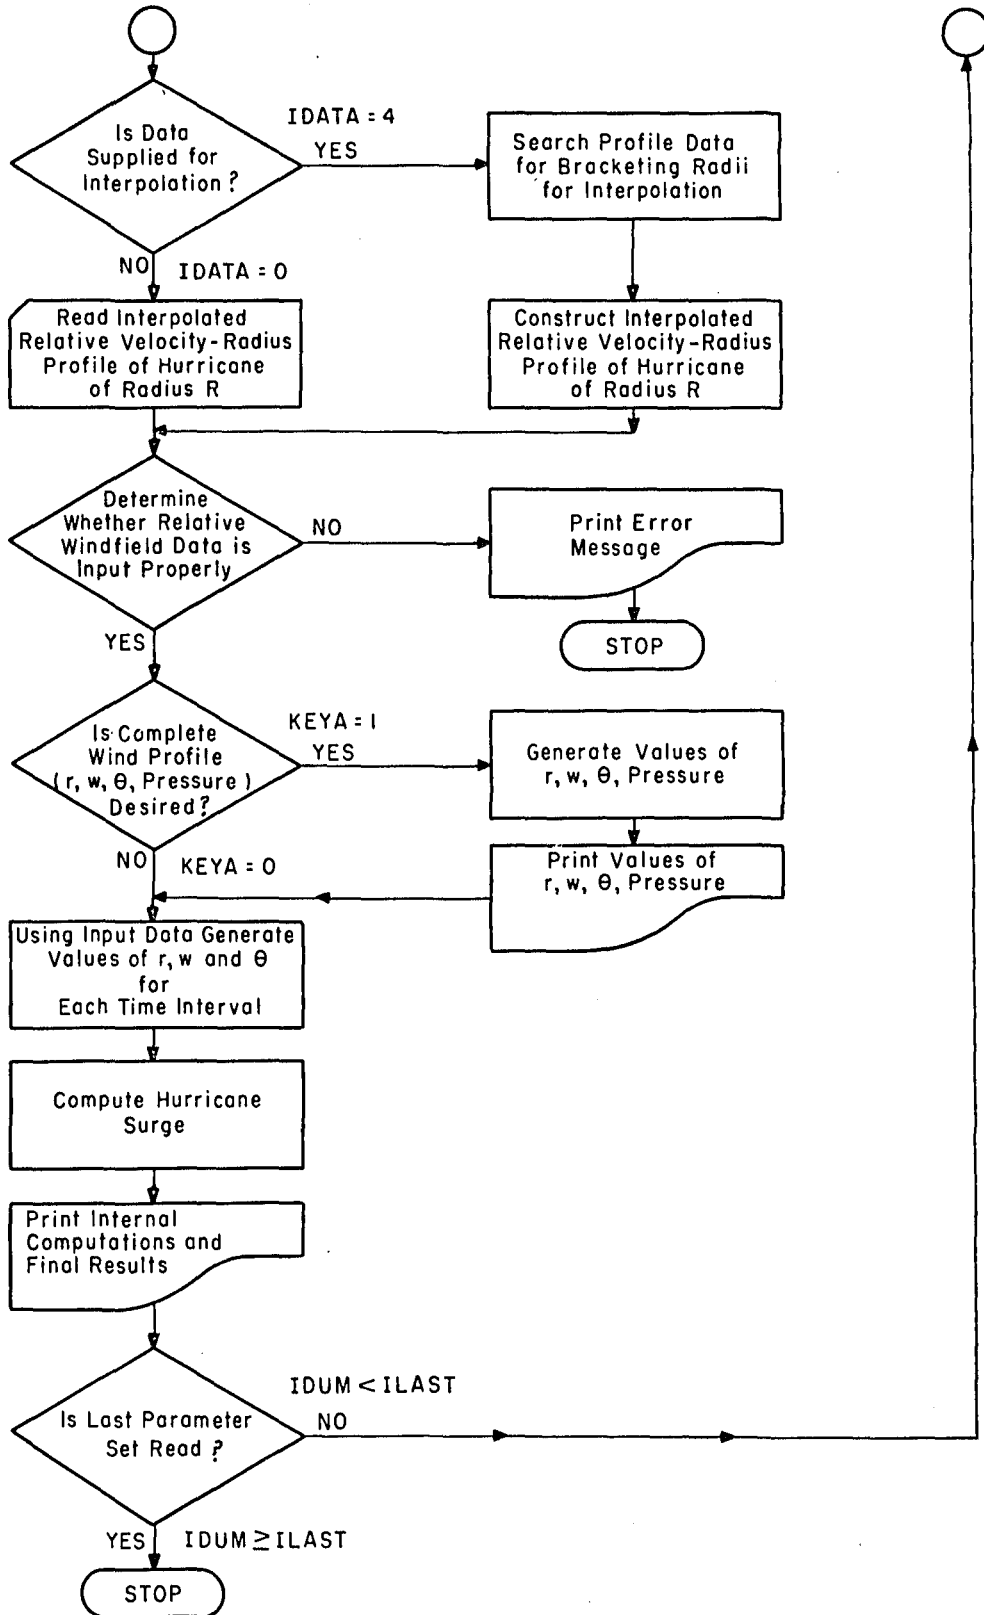 Is Data
Supplied for
Interpolation?
IDATA = 4
YES
Search Profile Data
for Bracketing Radii
for Interpolation
NO
IDATA = 0
Read Interpolated
Relative Velocity-Radius
Profile of Hurricane
of Radius R
Construct Interpolated
Relative Velocity-Radius
Profile of Hurricane
of Radius R
Determine
Whether Relative
Windfield Data is
Input Properly
NO
Print Error
Message
STOP
YES
Is Complete
Wind Profile
(r, w, θ, Pressure)
Desired?
KEYA = 1
YES
Generate Values of
r, w, θ, Pressure
NO
KEYA = 0
Print Values of
r, w, θ, Pressure
Using Input Data Generate
Values of r, w and θ
for
Each Time Interval
Compute Hurricane
Surge
Print Internal
Computations and
Final Results
Is Last Parameter
Set Read?
IDUM < ILAST
NO
YES
IDUM ≥ ILAST
STOP